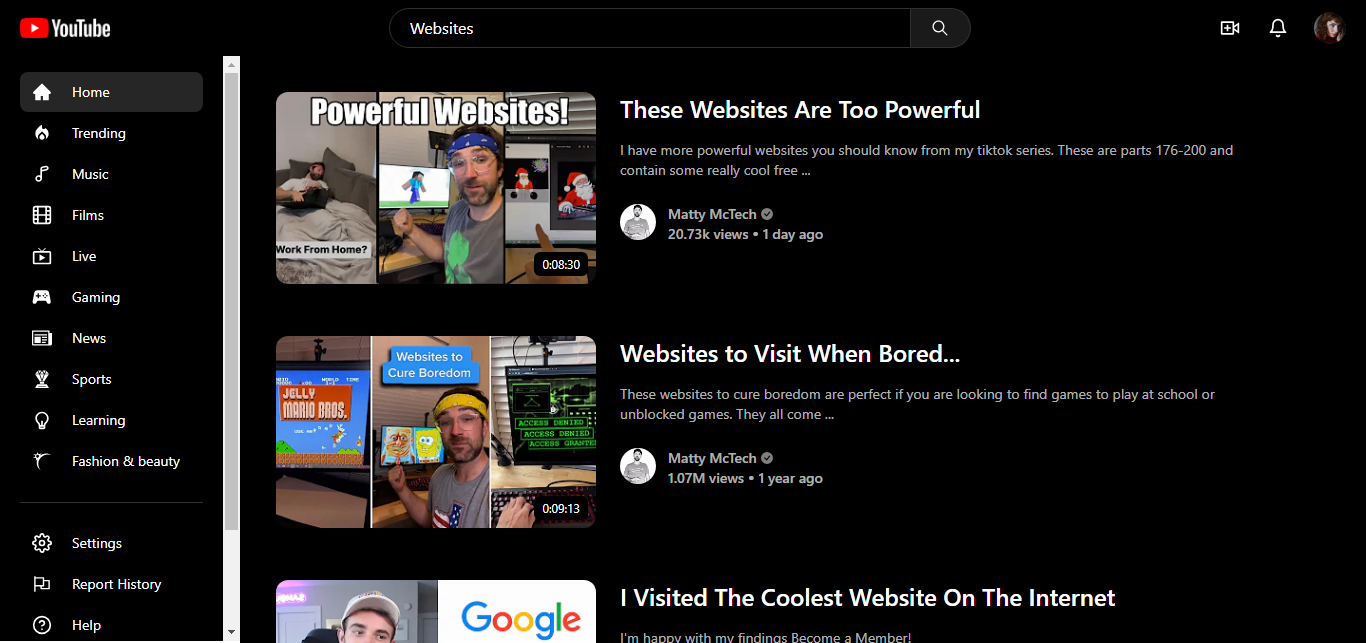 YouTube
Websites
Home
Trending
Music
Films
Live
Gaming
News
Sports
Learning
Fashion & beauty
Settings
Report History
Help
Powerful Websites!
Work From Home?
0:08:30
These Websites Are Too Powerful
I have more powerful websites you should know from my tiktok series. These are parts 176-200 and
contain some really cool free ...
Matty McTech
20.73k views • 1 day ago
Websites to
Cure Boredom
WORLD TIME
JELLY
MARIO BROS.
ACCESS DENIED
ACCESS DENIED
ACCESS GRANTE
0:09:13
Websites to Visit When Bored...
These websites to cure boredom are perfect if you are looking to find games to play at school or
unblocked games. They all come ...
Matty McTech
1.07M views • 1 year ago
Google
I Visited The Coolest Website On The Internet
I'm happy with my findings Become a Member!